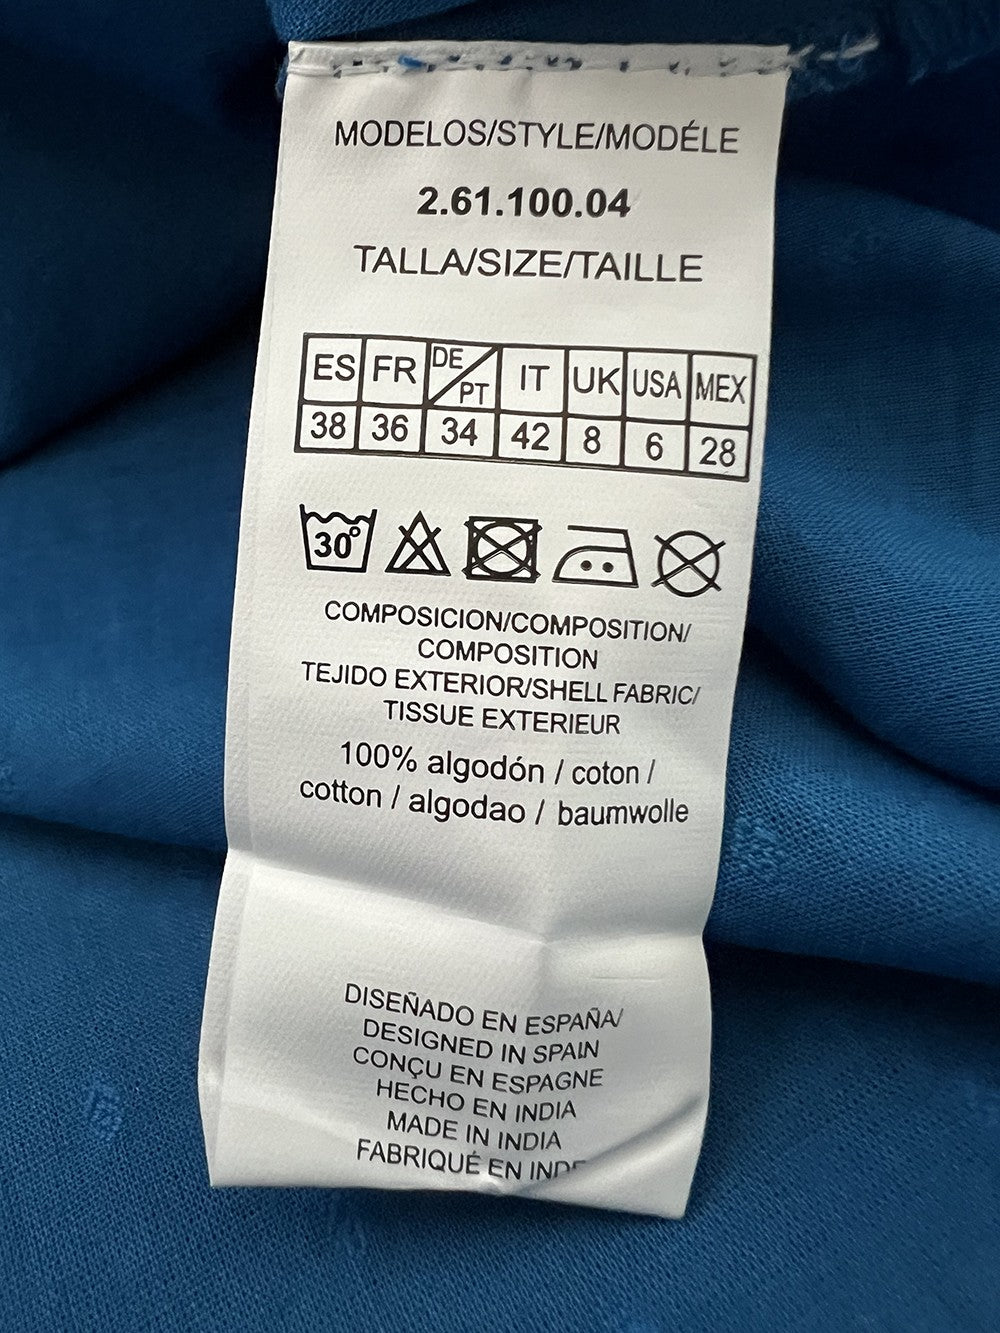 MODELOS/STYLE/MODÉLE
2.61.100.04
TALLA/SIZE/TAILLE
ES FR DE/PT IT UK USA MEX
38 36 34 42 8 6 28
30°
COMPOSICION/COMPOSITION/
COMPOSITION
TEJIDO EXTERIOR/SHELL FABRIC/
TISSUE EXTERIEUR
100% algodón / coton /
cotton / algodao / baumwolle
DISEÑADO EN ESPAÑA/
DESIGNED IN SPAIN
CONÇU EN ESPAGNE
HECHO EN INDIA
MADE IN INDIA
FABRIQUÉ EN